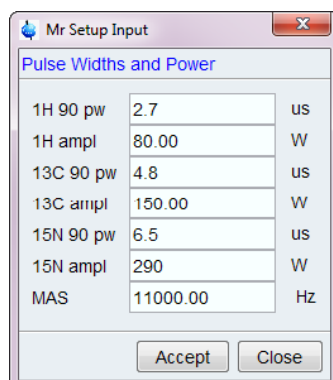 Mr Setup Input
Pulse Widths and Power
1H 90 pw 2.7 us
1H ampl 80.00 W
13C 90 pw 4.8 us
13C ampl 150.00 W
15N 90 pw 6.5 us
15N ampl 290 W
MAS 11000.00 Hz
Accept Close